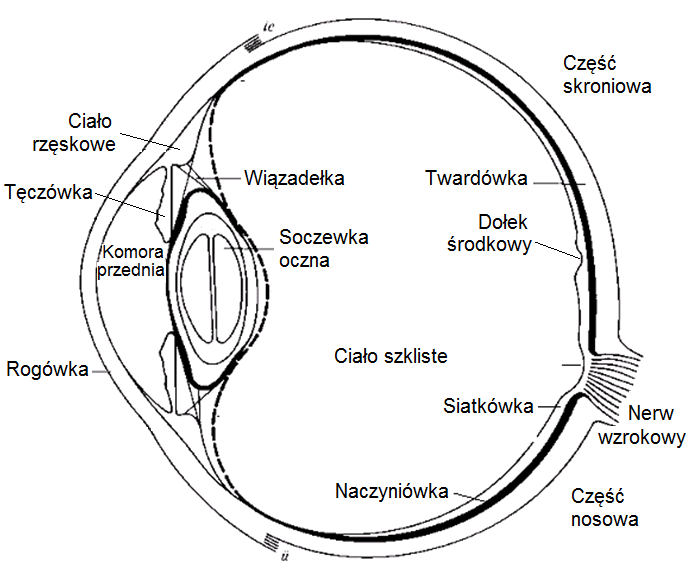 te
Część
skroniowa
Ciało
rzęskowe
Wiązadełka
Twardówka
Tęczówka
Dołek
środkowy
Soczewka
oczna
Komora
przednia
Ciało szkliste
Rogówka
Siatkówka
Nerw
wzrokowy
Naczyniówka
Część
nosowa
ü